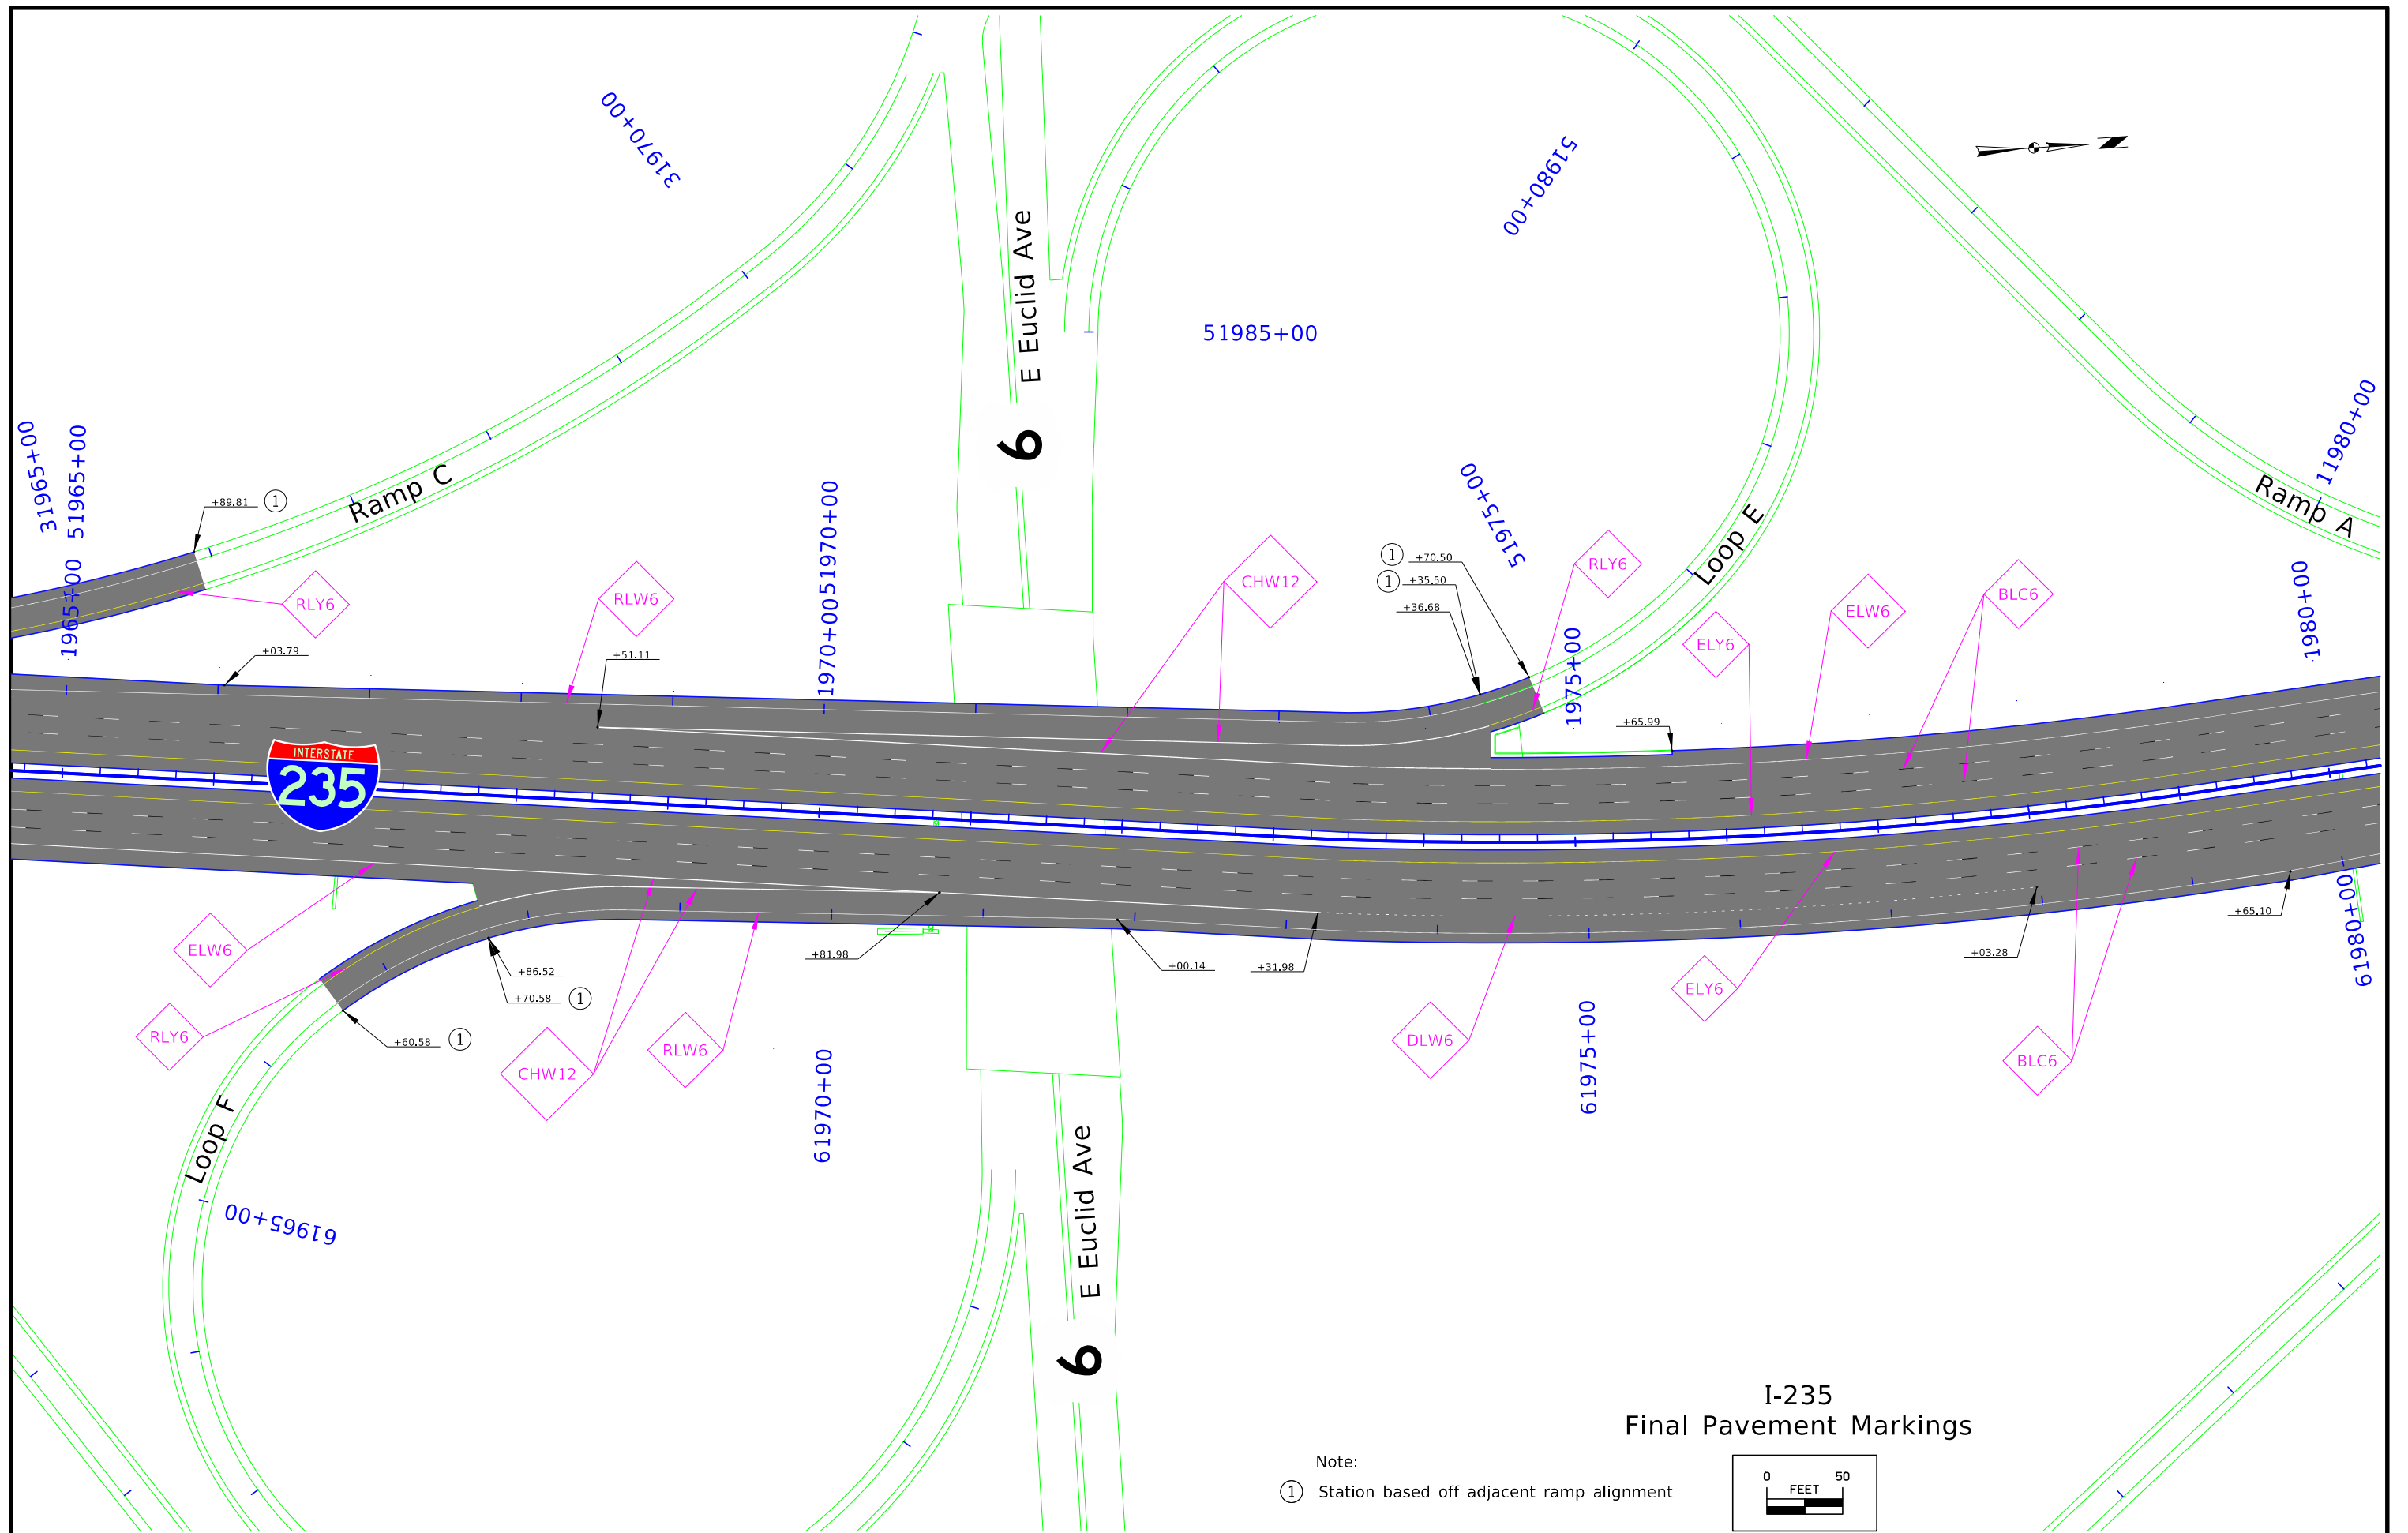 31970+00
E Euclid Ave
6
51980+00
51985+00
N
11980+00
Ramp A
31965+00
51965+00
1965+00
+89.81 1
Ramp C
RLY6
RLW6
+03.79
+51.11
51970+00
1970+00
CHW12
1 +70.50
1 +35.50
+36.68
51975+00
RLY6
Loop E
1975+00
+65.99
ELY6
ELW6
BLC6
1980+00
INTERSTATE
235
ELW6
RLY6
+86.52
+70.58 1
+60.58 1
CHW12
RLW6
+81.98
+00.14
+31.98
DLW6
ELY6
+03.28
BLC6
+65.10
61980+00
Loop F
61965+00
61970+00
61975+00
E Euclid Ave
6
I-235
Final Pavement Markings
Note:
1 Station based off adjacent ramp alignment
0 50
FEET